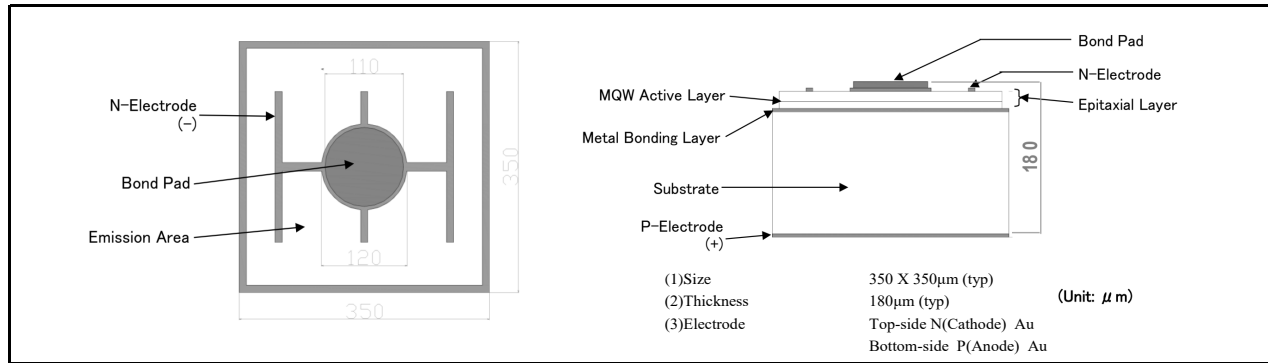 110
N-Electrode
(-)
Bond Pad
Emission Area
120
350
350
Bond Pad
N-Electrode
MQW Active Layer
Epitaxial Layer
Metal Bonding Layer
180
Substrate
P-Electrode
(+)
(1)Size 350 X 350μm (typ)
(2)Thickness 180μm (typ) (Unit: μm)
(3)Electrode Top-side N(Cathode) Au
Bottom-side P(Anode) Au